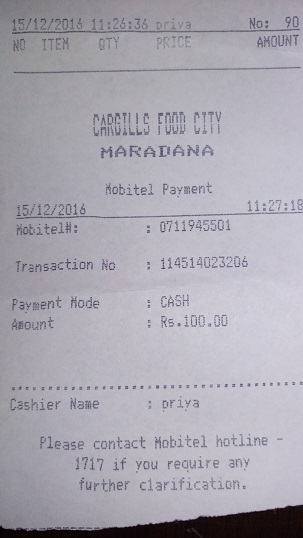 15/12/2016 11:26:36 priya No: 90
NO ITEM QTY PRICE AMOUNT
CARGILLS FOOD CITY
MARADANA
Mobitel Payment
15/12/2016 11:27:18
Mobitel#: : 0711945501
Transaction No : 114514023206
Payment Mode : CASH
Amount : Rs.100.00
Cashier Name : priya
Please contact Mobitel hotline -
1717 if you require any
further clarification.